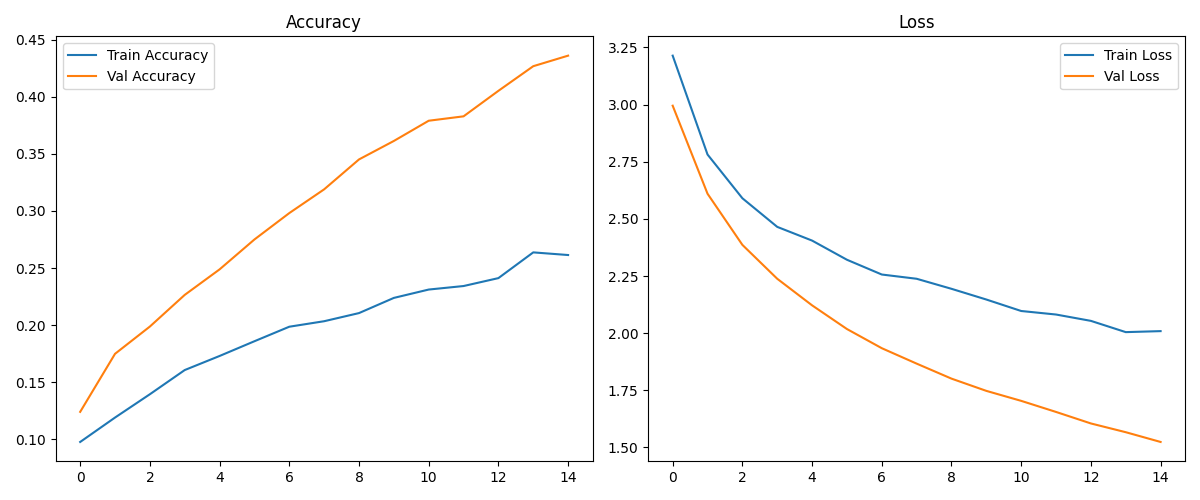 Accuracy
0.45
0.40
0.35
0.30
0.25
0.20
0.15
0.10
Train Accuracy
Val Accuracy
0 2 4 6 8 10 12 14
Loss
3.25
3.00
2.75
2.50
2.25
2.00
1.75
1.50
Train Loss
Val Loss
0 2 4 6 8 10 12 14